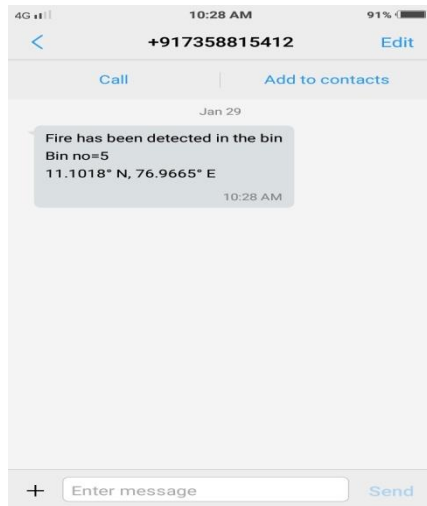 4G 10:28 AM 91%
< +917358815412 Edit
Call Add to contacts
Jan 29
Fire has been detected in the bin
Bin no=5
11.1018° N, 76.9665° E
10:28 AM
+ Enter message Send